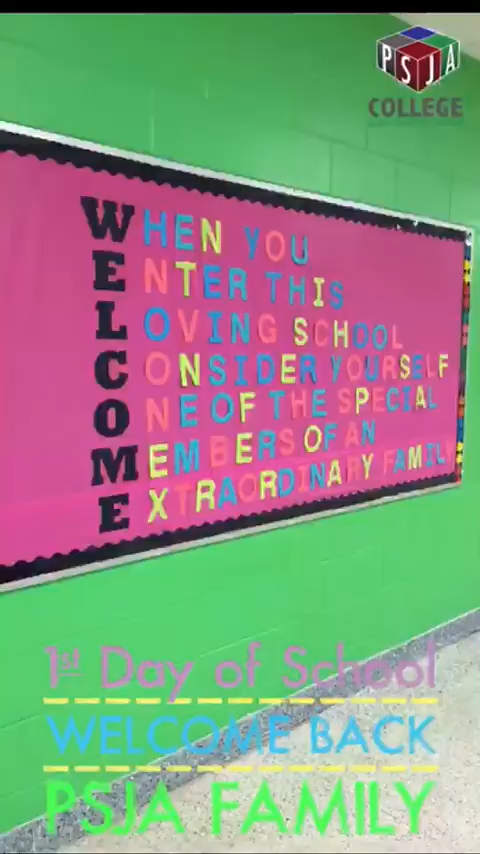 PSJA
COLLEGE
WHEN YOU
ENTER THIS
LOVING SCHOOL
CONSIDER YOURSELF
ONE OF THE SPECIAL
MEMBERS OF AN
EXTRAORDINARY FAMILY
1st Day of School
WELCOME BACK
PSJA FAMILY